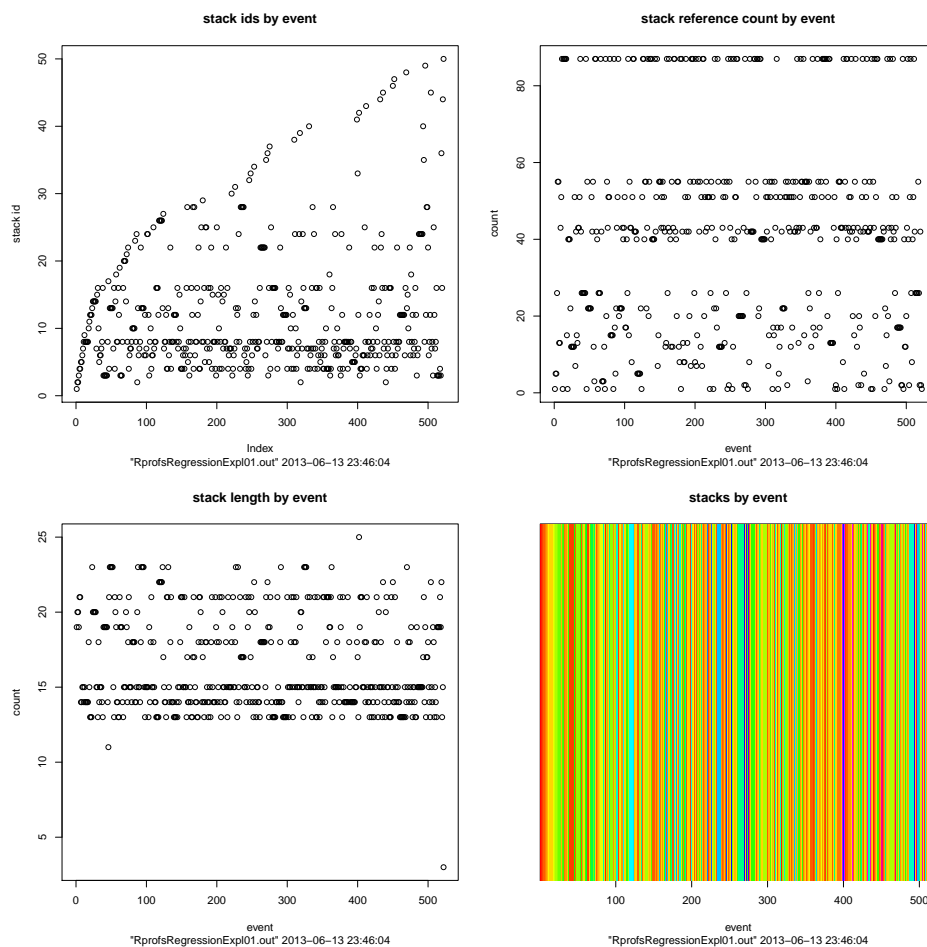 stack ids by event
stack id
0 10 20 30 40 50
0 100 200 300 400 500
Index
"RprofsRegressionExpl01.out" 2013−06−13 23:46:04
stack reference count by event
count
0 20 40 60 80
0 100 200 300 400 500
event
"RprofsRegressionExpl01.out" 2013−06−13 23:46:04
stack length by event
count
5 10 15 20 25
0 100 200 300 400 500
event
"RprofsRegressionExpl01.out" 2013−06−13 23:46:04
stacks by event
100 200 300 400 500
event
"RprofsRegressionExpl01.out" 2013−06−13 23:46:04